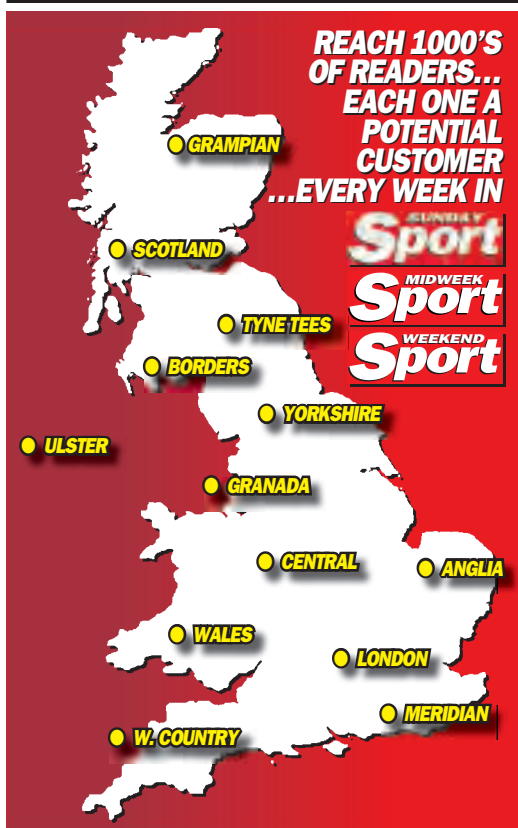 REACH 1000'S
OF READERS...
EACH ONE A
POTENTIAL
CUSTOMER
...EVERY WEEK IN
SUNDAY
Sport
MIDWEEK
Sport
WEEKEND
Sport
GRAMPIAN
SCOTLAND
TYNE TEES
BORDERS
YORKSHIRE
ULSTER
GRANADA
CENTRAL
ANGLIA
WALES
LONDON
MERIDIAN
W. COUNTRY